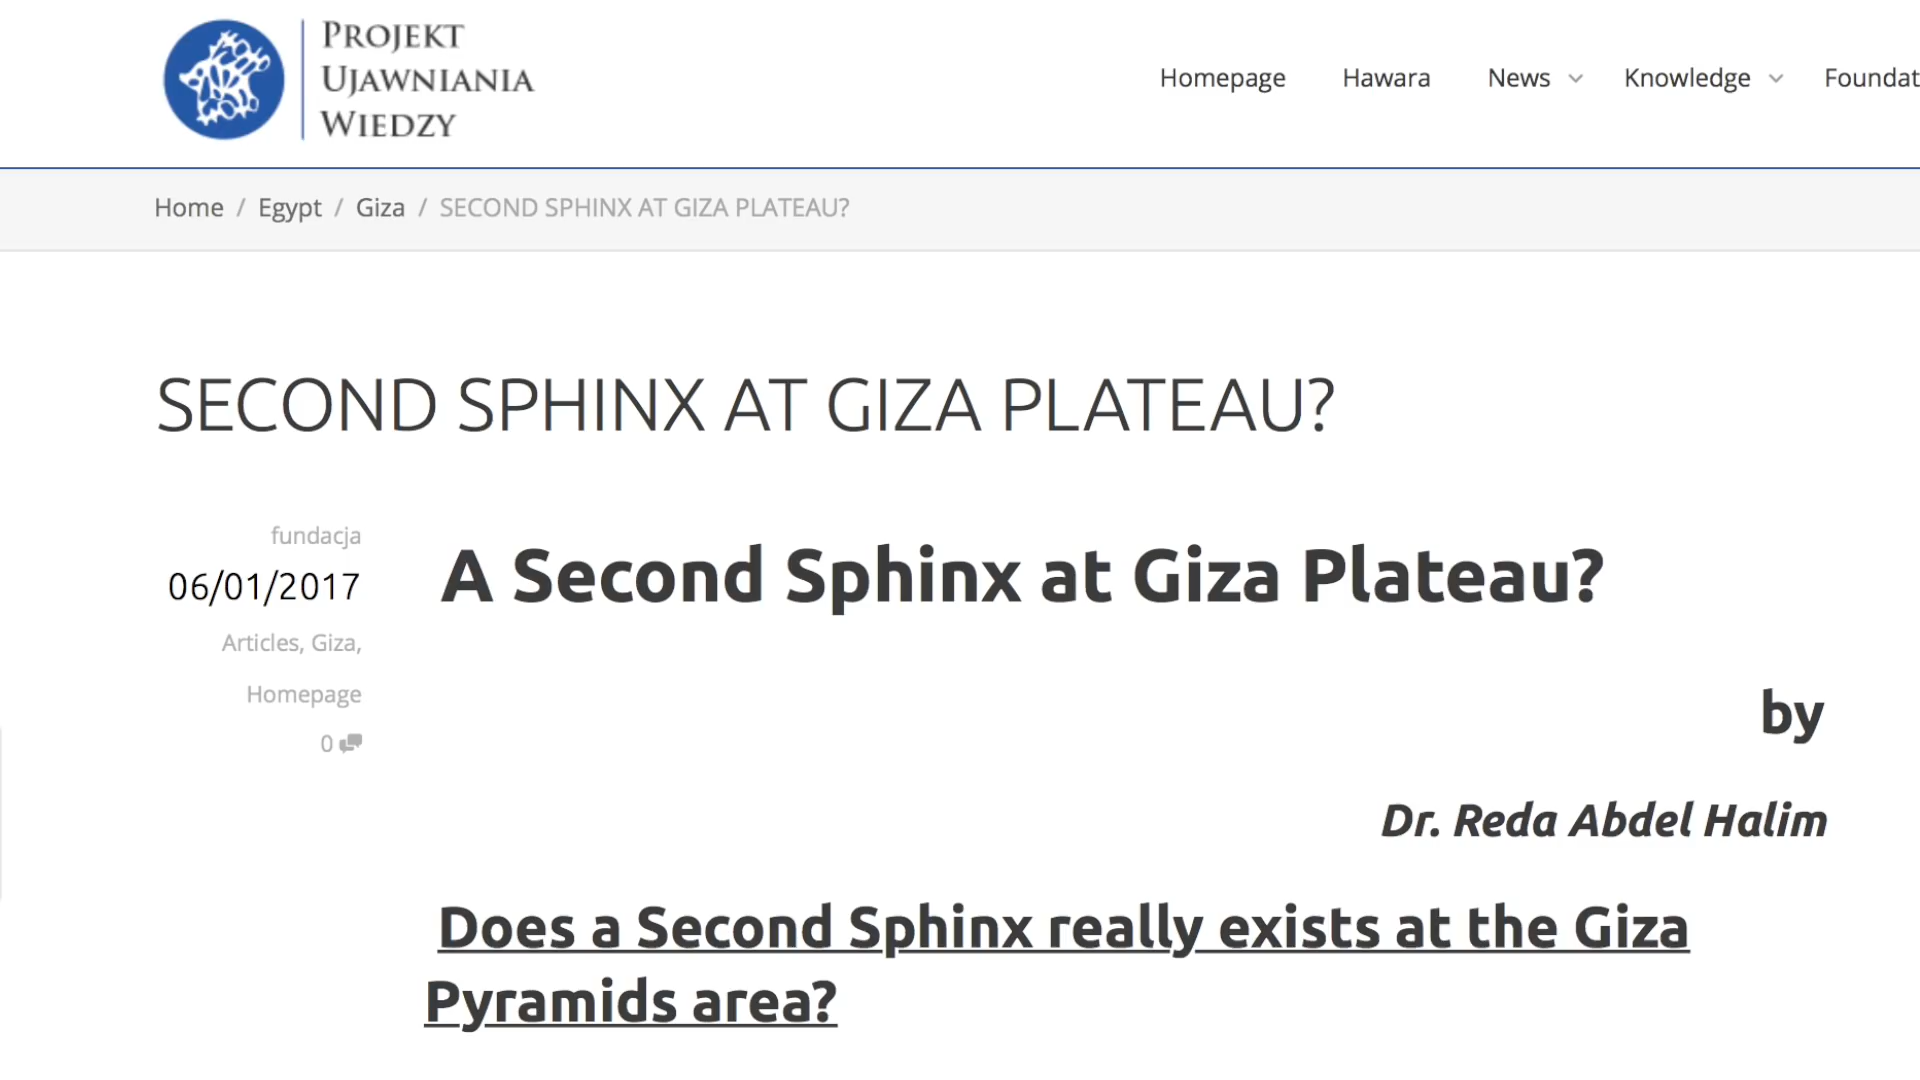 PROJEKT
UJAWNIANIA
WIEDZY
Homepage Hawara News Knowledge Foundat
Home / Egypt / Giza / SECOND SPHINX AT GIZA PLATEAU?
SECOND SPHINX AT GIZA PLATEAU?
fundacja
06/01/2017
Articles, Giza,
Homepage
0
A Second Sphinx at Giza Plateau?
by
Dr. Reda Abdel Halim
Does a Second Sphinx really exists at the Giza
Pyramids area?